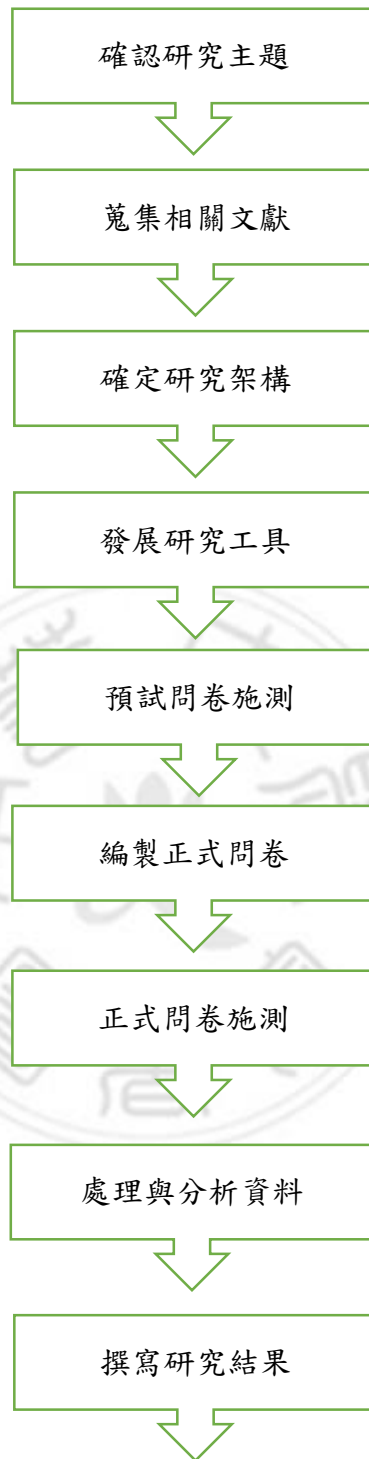 確認研究主題
蒐集相關文獻
確定研究架構
發展研究工具
預試問卷施測
編製正式問卷
正式問卷施測
處理與分析資料
撰寫研究結果